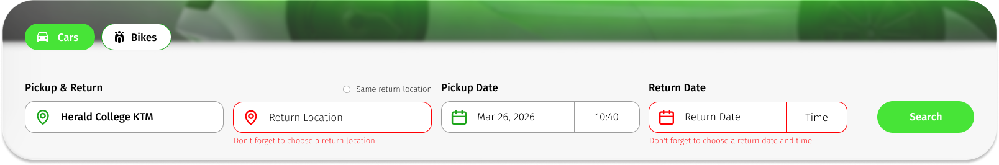 Cars
Bikes
Pickup & Return
Same return location
Pickup Date
Return Date
Herald College KTM
Return Location
Mar 26, 2026
10:40
Return Date
Time
Search
Don't forget to choose a return location
Don't forget to choose a return date and time